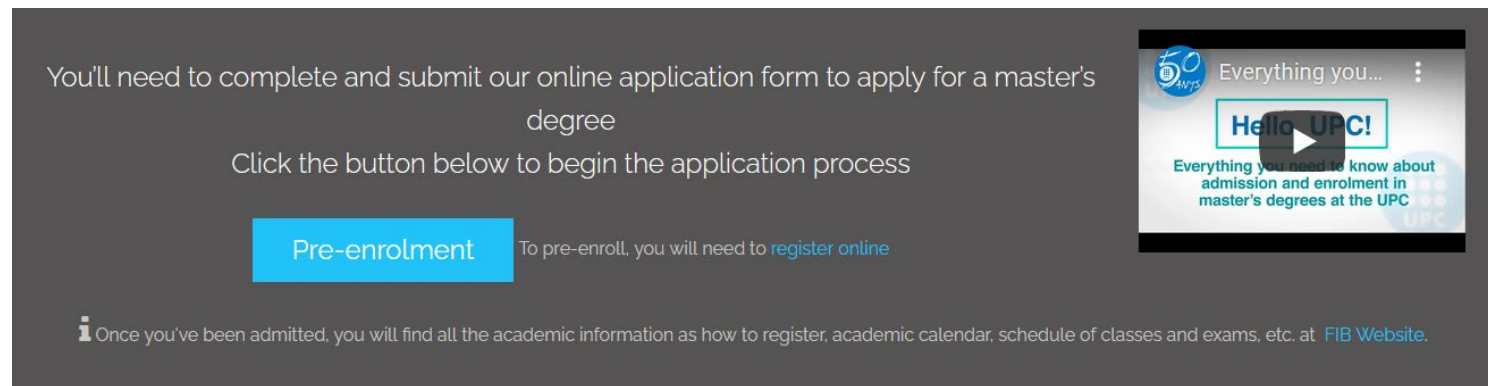 You'll need to complete and submit our online application form to apply for a master's
degree
Click the button below to begin the application process
Pre-enrolment
To pre-enroll, you will need to register online
Once you've been admitted, you will find all the academic information as how to register, academic calendar, schedule of classes and exams, etc. at FIB Website.
50
ANYS
Everything you...
Hello, UPC!
Everything you need to know about
admission and enrolment in
master's degrees at the UPC
UPC